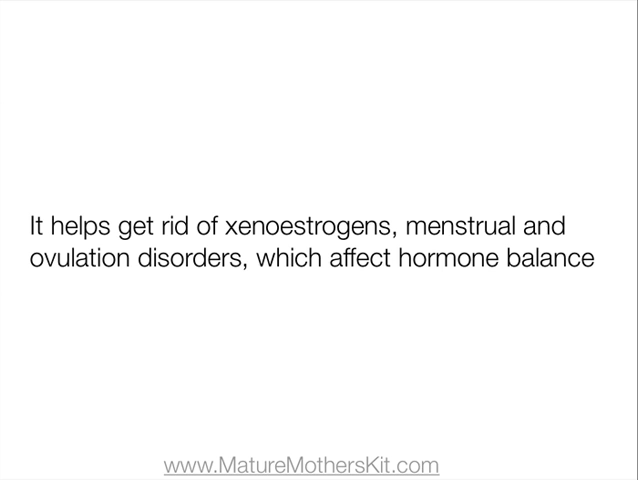 It helps get rid of xenoestrogens, menstrual and
ovulation disorders, which affect hormone balance
www.MatureMothersKit.com